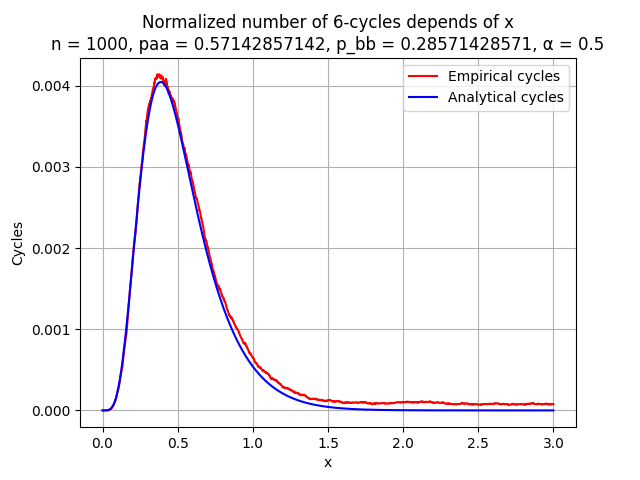 Normalized number of 6-cycles depends of x
n = 1000, paa = 0.57142857142, p_bb = 0.28571428571, α = 0.5
Empirical cycles
Analytical cycles
Cycles
0.004
0.003
0.002
0.001
0.000
0.0 0.5 1.0 1.5 2.0 2.5 3.0
x